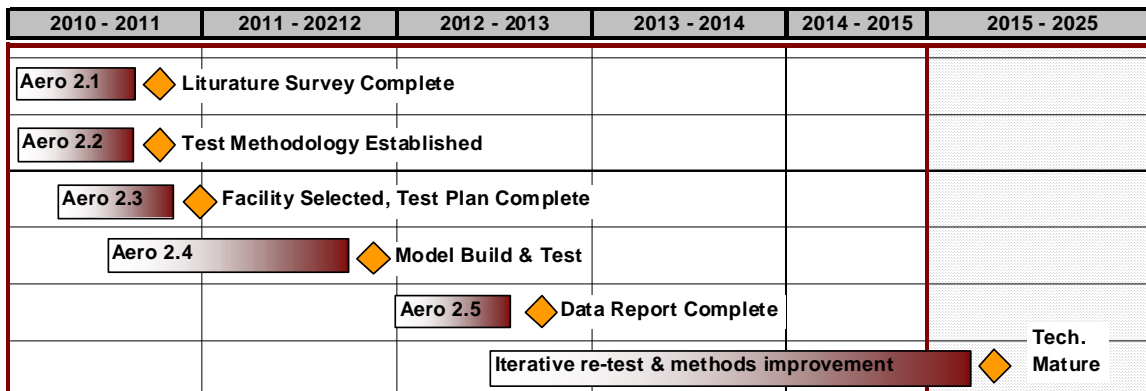 2010 - 2011 2011 - 20212 2012 - 2013 2013 - 2014 2014 - 2015 2015 - 2025
Aero 2.1 Liturature Survey Complete
Aero 2.2 Test Methodology Established
Aero 2.3 Facility Selected, Test Plan Complete
Aero 2.4 Model Build & Test
Aero 2.5 Data Report Complete
Iterative re-test & methods improvement
Tech.
Mature